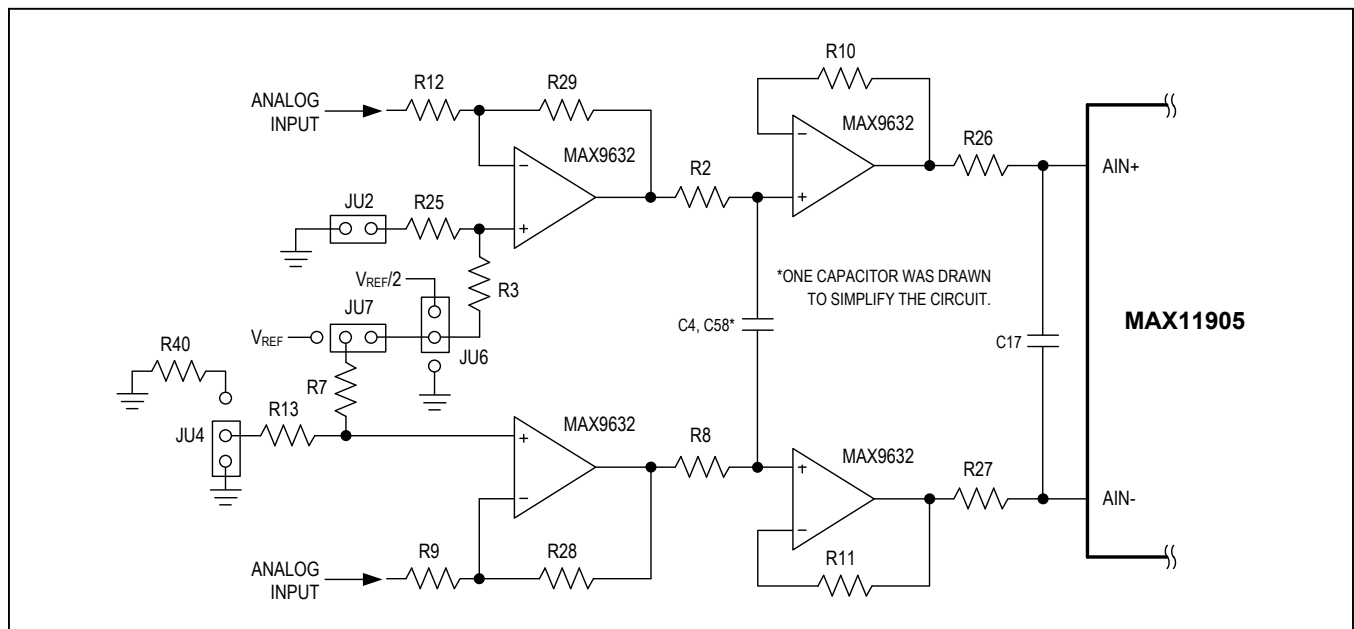 R10
R12
R29
ANALOG
INPUT
MAX9632
MAX9632
R26
R2
AIN+
−
−
+
+
JU2
R25
VREF/2
R3
*ONE CAPACITOR WAS DRAWN
TO SIMPLIFY THE CIRCUIT.
JU7
VREF
C4, C58*
MAX11905
C17
R40
JU6
R7
R13
MAX9632
JU4
R8
MAX9632
+
+
R27
−
−
AIN-
R9
R28
R11
ANALOG
INPUT